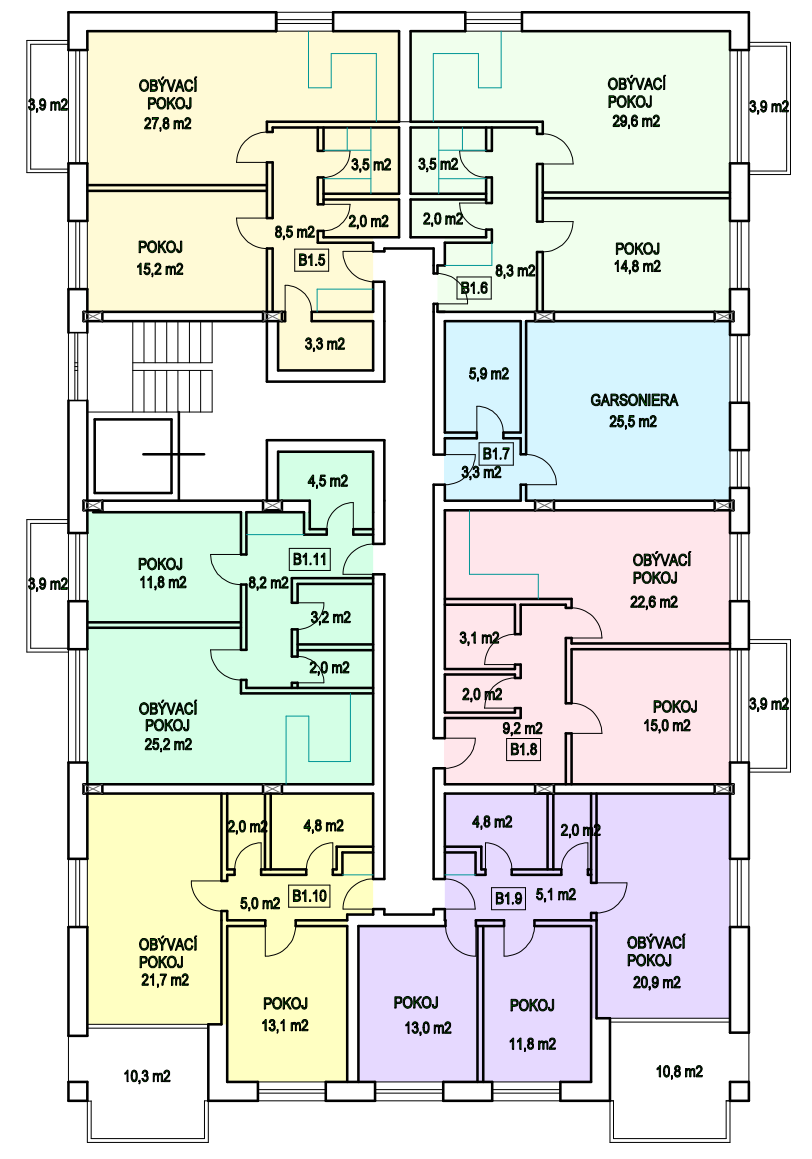 OBÝVACÍ
POKOJ
27,8 m2
3,9 m2
3,5 m2
2,0 m2
8,5 m2
B1.5
POKOJ
15,2 m2
3,3 m2
OBÝVACÍ
POKOJ
29,6 m2
3,9 m2
3,5 m2
2,0 m2
8,3 m2
B1.6
POKOJ
14,8 m2
5,9 m2
GARSONIERA
25,5 m2
B1.7
3,3 m2
4,5 m2
POKOJ
11,8 m2
B1.11
8,2 m2
3,9 m2
3,2 m2
2,0 m2
OBÝVACÍ
POKOJ
25,2 m2
OBÝVACÍ
POKOJ
22,6 m2
3,1 m2
2,0 m2
9,2 m2
B1.8
POKOJ
15,0 m2
3,9 m2
2,0 m2
4,8 m2
5,0 m2
B1.10
OBÝVACÍ
POKOJ
21,7 m2
POKOJ
13,1 m2
10,3 m2
4,8 m2
2,0 m2
B1.9
5,1 m2
OBÝVACÍ
POKOJ
20,9 m2
POKOJ
13,0 m2
POKOJ
11,8 m2
10,8 m2